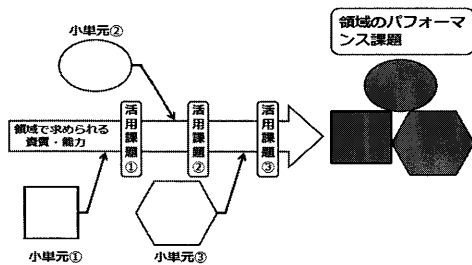 小単元②
領域のパフォーマ
ンス課題
領域で求められる
資質・能力
活用課題①
活用課題②
活用課題③
小単元①
小単元③